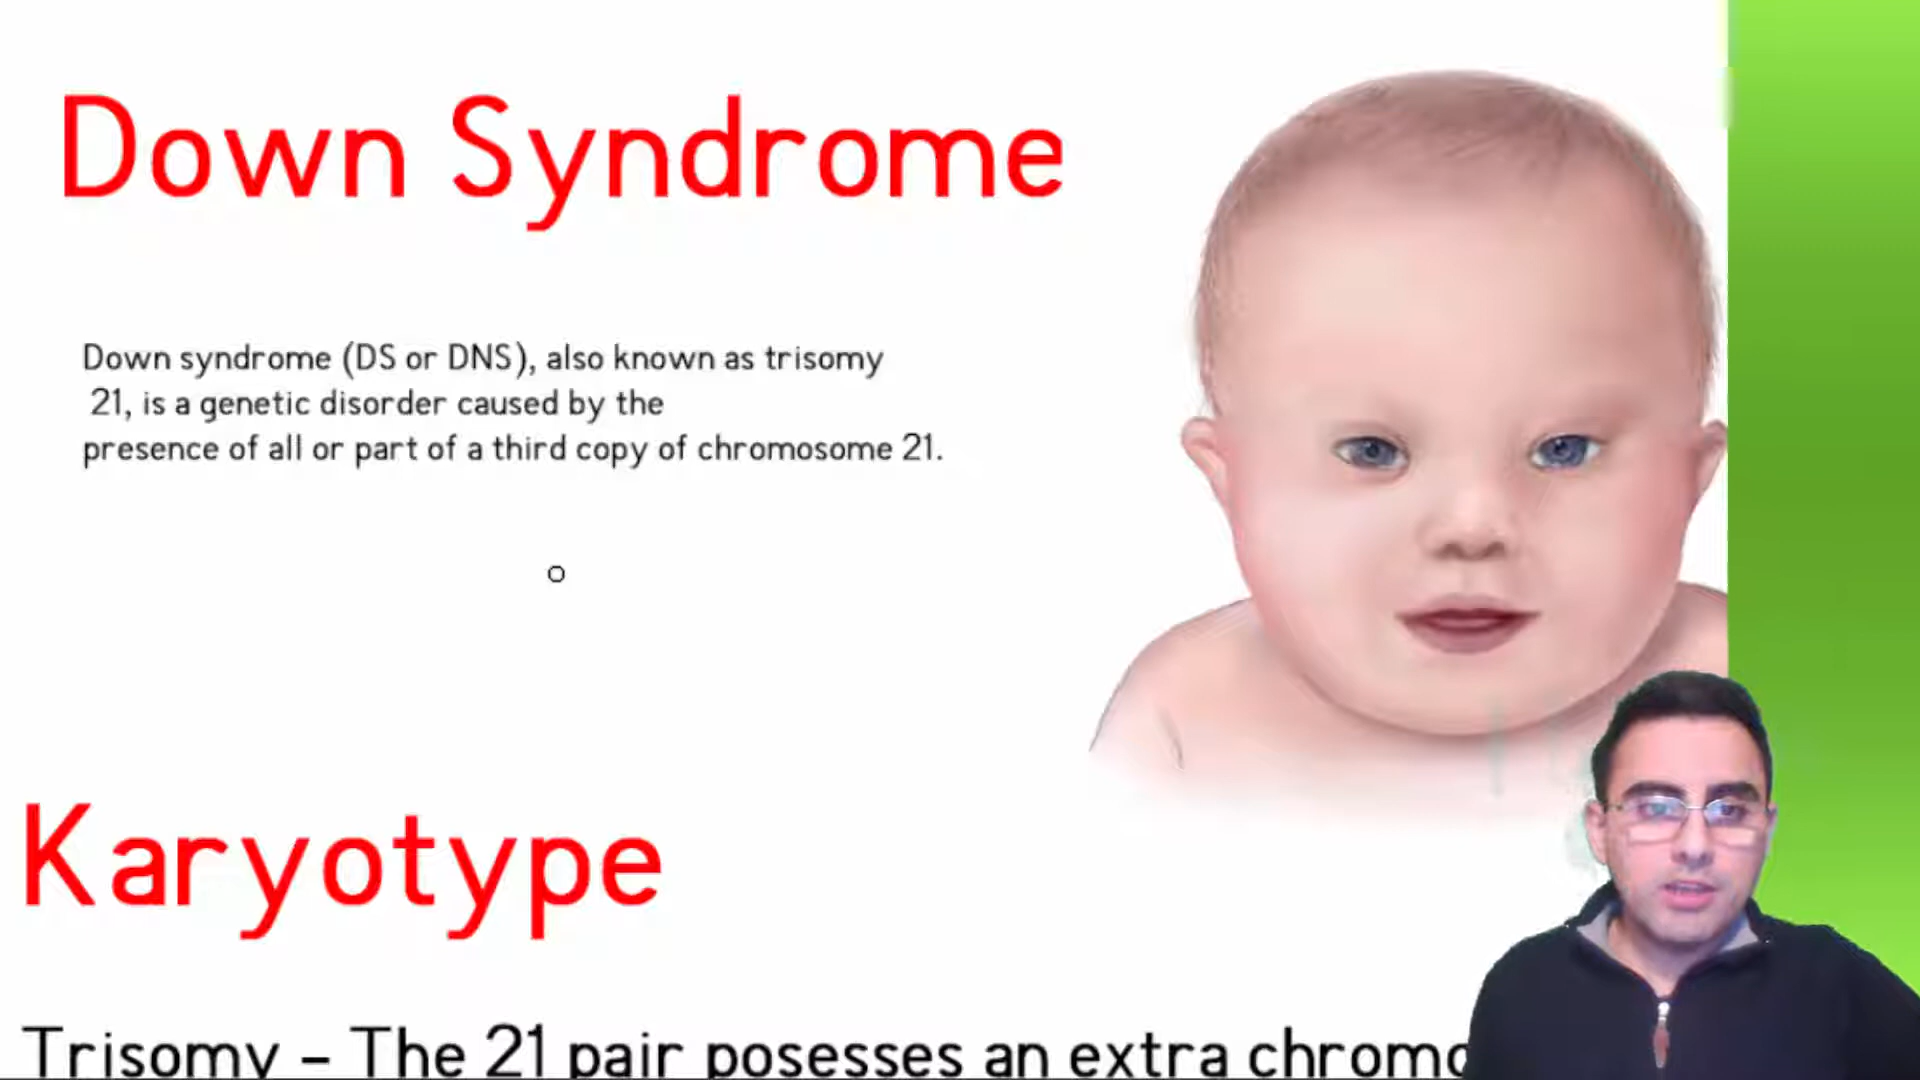 Down Syndrome
Down syndrome (DS or DNS), also known as trisomy
21, is a genetic disorder caused by the
presence of all or part of a third copy of chromosome 21.
Karyotype
Trisomy – The 21 pair posesses an extra